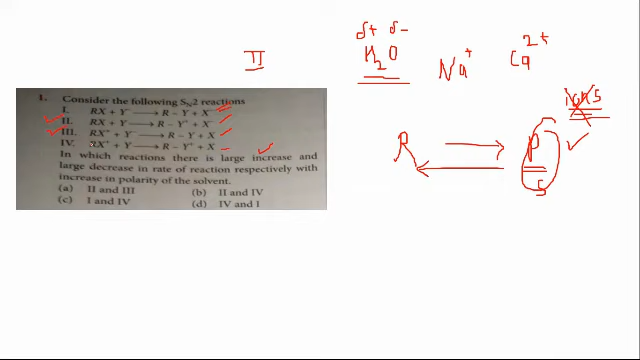 II
δ+ δ−
H2O
Na+
Ca2+
1. Consider the following SN2 reactions
I. RX + Y⁻ ⟶ R – Y + X⁻
II. RX + Y ⟶ R – Y⁺ + X⁻
III. RX⁺ + Y⁻ ⟶ R – Y + X
IV. RX⁺ + Y ⟶ R – Y⁺ + X
In which reactions there is large increase and
large decrease in rate of reaction respectively with
increase in polarity of the solvent.
(a) II and III (b) II and IV
(c) I and IV (d) IV and I
R ⟶ P
S